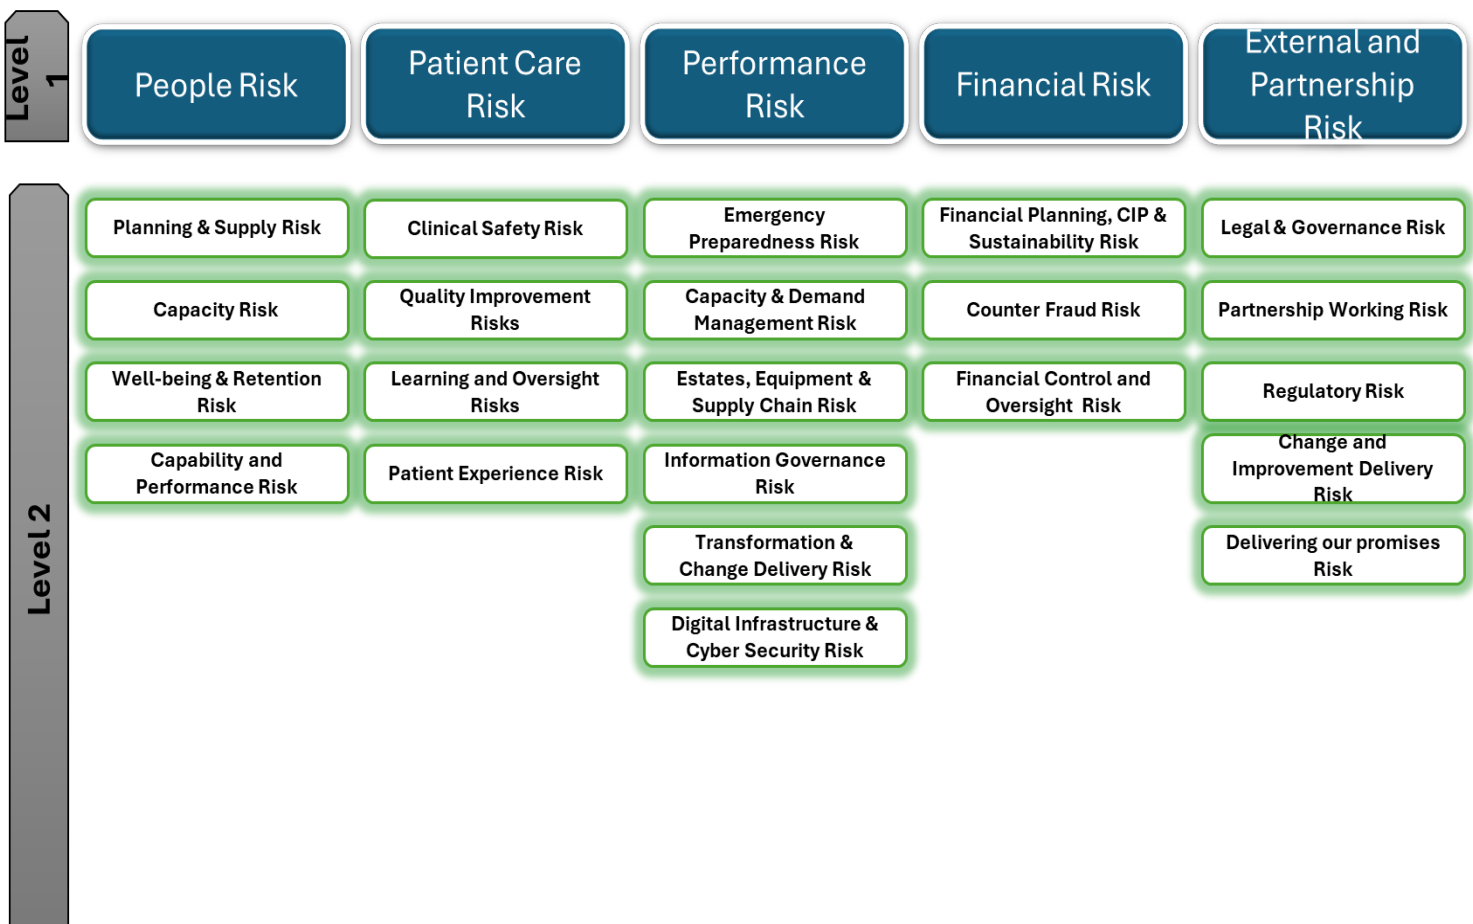 Level
1
People Risk
Patient Care
Risk
Performance
Risk
Financial Risk
External and
Partnership
Risk
Level 2
Planning & Supply Risk
Capacity Risk
Well-being & Retention
Risk
Capability and
Performance Risk
Clinical Safety Risk
Quality Improvement
Risks
Learning and Oversight
Risks
Patient Experience Risk
Emergency
Preparedness Risk
Capacity & Demand
Management Risk
Estates, Equipment &
Supply Chain Risk
Information Governance
Risk
Transformation &
Change Delivery Risk
Digital Infrastructure &
Cyber Security Risk
Financial Planning, CIP &
Sustainability Risk
Counter Fraud Risk
Financial Control and
Oversight  Risk
Legal & Governance Risk
Partnership Working Risk
Regulatory Risk
Change and
Improvement Delivery
Risk
Delivering our promises
Risk